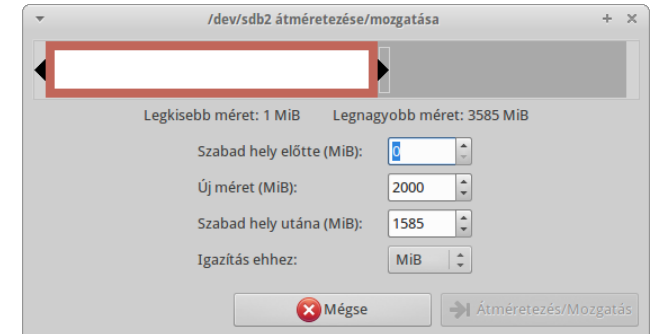 /dev/sdb2 átméretezése/mozgatása
Legkisebb méret: 1 MiB Legnagyobb méret: 3585 MiB
Szabad hely előtte (MiB): 0
Új méret (MiB): 2000
Szabad hely utána (MiB): 1585
Igazítás ehhez: MiB
Mégse Átméretezés/Mozgatás